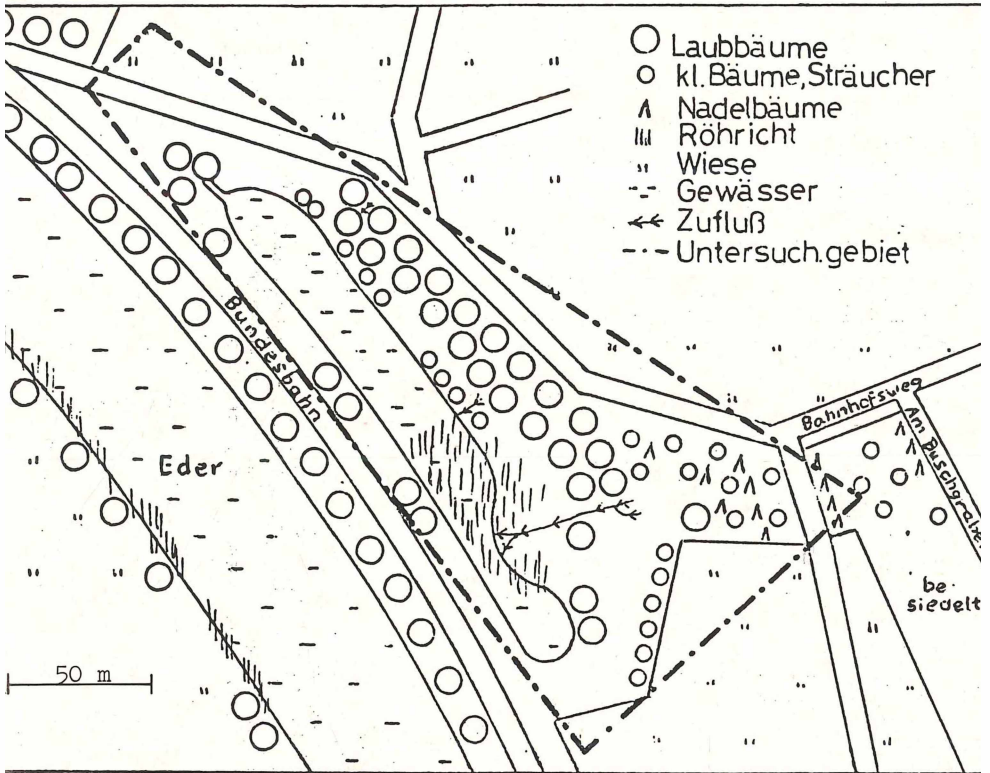 Laubbäume
kl. Bäume, Sträucher
Nadelbäume
Röhricht
Wiese
Gewässer
Zufluß
Untersuch.gebiet
Bundesbahn
Bahnhofsweg
Am Buschgraben
Eder
be-
siedelt
50 m